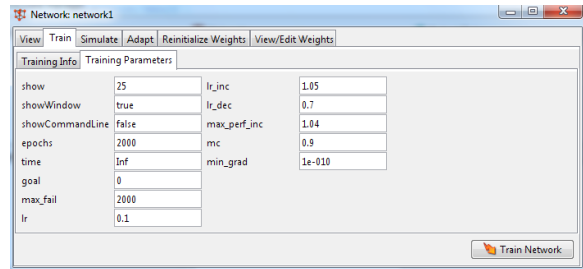 Network: network1
View Train Simulate Adapt Reinitialize Weights View/Edit Weights
Training Info Training Parameters
show 25 lr_inc 1.05
showWindow true lr_dec 0.7
showCommandLine false max_perf_inc 1.04
epochs 2000 mc 0.9
time Inf min_grad 1e-010
goal 0
max_fail 2000
lr 0.1
Train Network